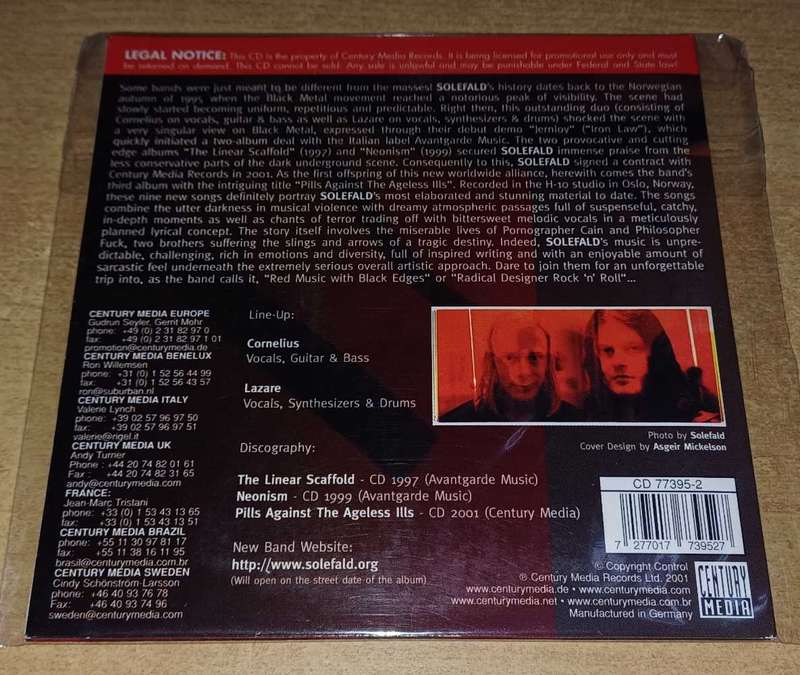 LEGAL NOTICE: This CD is the property of Century Media Records. It is being licensed for promotional use only and must
be returned on demand. This CD cannot be sold. Any sale is unlawful and may be punishable under Federal and State law!
Some bands were just meant to be different from the masses! SOLEFALD's history dates back to the Norwegian
autumn of 1995 when the Black Metal movement reached a notorious peak of visibility. The scene had
slowly started becoming uniform, repetitious and predictable. Right then, this outstanding duo (consisting of
Cornelius on vocals, guitar & bass as well as Lazare on vocals, synthesizers & drums) shocked the scene with
a very singular view on Black Metal, expressed through their debut demo "Jernlov" ("Iron Law"), which
quickly initiated a two-album deal with the Italian label Avantgarde Music. The two provocative and cutting
edge albums "The Linear Scaffold" (1997) and "Neonism" (1999) secured SOLEFALD immense praise from the
less conservative parts of the dark underground scene. Consequently to this, SOLEFALD signed a contract with
Century Media Records in 2001. As the first offspring of this new worldwide alliance, herewith comes the band's
third album with the intriguing title "Pills Against The Ageless Ills". Recorded in the H-10 studio in Oslo, Norway,
these nine new songs definitely portray SOLEFALD's most elaborated and stunning material to date. The songs
combine the utter darkness in musical violence with dreamy atmospheric passages full of suspenseful, catchy,
in-depth moments as well as chants of terror trading off with bittersweet melodic vocals in a meticulously
planned lyrical concept. The story itself involves the miserable lives of Pornographer Cain and Philosopher
Fuck, two brothers suffering the slings and arrows of a tragic destiny. Indeed, SOLEFALD's music is unpre-
dictable, challenging, rich in emotions and diversity, full of inspired writing and with an enjoyable amount of
sarcastic feel underneath the extremely serious overall artistic approach. Dare to join them for an unforgettable
trip into, as the band calls it, "Red Music with Black Edges" or "Radical Designer Rock 'n' Roll"...
CENTURY MEDIA EUROPE
Gudrun Seyler, Gernt Mohr
phone: +49 (0) 2 31 82 97 0
fax: +49 (0) 2 31 82 97 1 01
promotion@centurymedia.de
CENTURY MEDIA BENELUX
Ron Willemsen
phone: +31 (0) 1 52 56 44 99
fax: +31 (0) 1 52 56 43 57
ron@suburban.nl
CENTURY MEDIA ITALY
Valerie Lynch
phone: +39 02 57 96 97 50
fax: +39 02 57 96 97 51
valerie@rigel.it
CENTURY MEDIA UK
Andy Turner
Phone : +44 20 74 82 01 61
Fax : +44 20 74 82 31 65
andy@centurymedia.com
FRANCE:
Jean-Marc Tristani
phone: +33 (0) 1 53 43 13 65
fax: +33 (0) 1 53 43 13 51
CENTURY MEDIA BRAZIL
phone: +55 11 30 97 81 17
fax: +55 11 38 16 11 95
brasil@centurymedia.com.br
CENTURY MEDIA SWEDEN
Cindy Schönström-Larsson
phone: +46 40 93 76 78
Fax: +46 40 93 74 96
sweden@centurymedia.com
Line-Up:
Cornelius
Vocals, Guitar & Bass
Lazare
Vocals, Synthesizers & Drums
Photo by Solefald
Cover Design by Asgeir Mickelson
Discography:
The Linear Scaffold - CD 1997 (Avantgarde Music)
Neonism - CD 1999 (Avantgarde Music)
Pills Against The Ageless Ills - CD 2001 (Century Media)
New Band Website:
http://www.solefald.org
(Will open on the street date of the album)
CD 77395-2
7 277017 739527
© Copyright Control
℗ Century Media Records Ltd. 2001
www.centurymedia.de • www.centurymedia.com
www.centurymedia.net • www.centurymedia.com.br
Manufactured in Germany
CENTURY
MEDIA